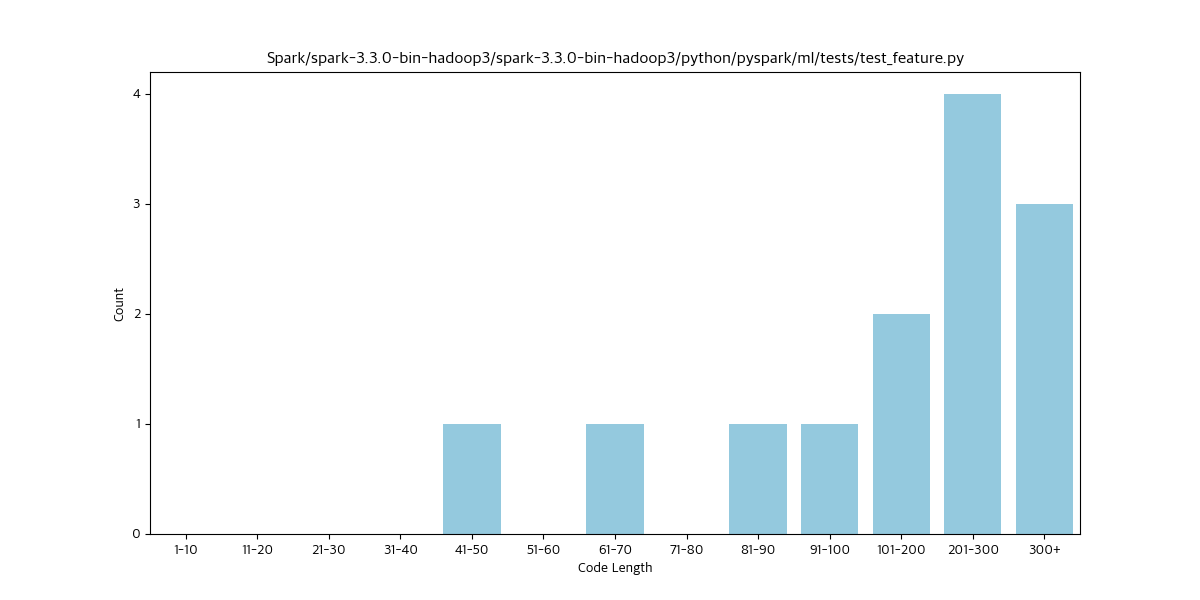 Spark/spark-3.3.0-bin-hadoop3/spark-3.3.0-bin-hadoop3/python/pyspark/ml/tests/test_feature.py
4
3
2
1
0
Count
1-10 11-20 21-30 31-40 41-50 51-60 61-70 71-80 81-90 91-100 101-200 201-300 300+
Code Length